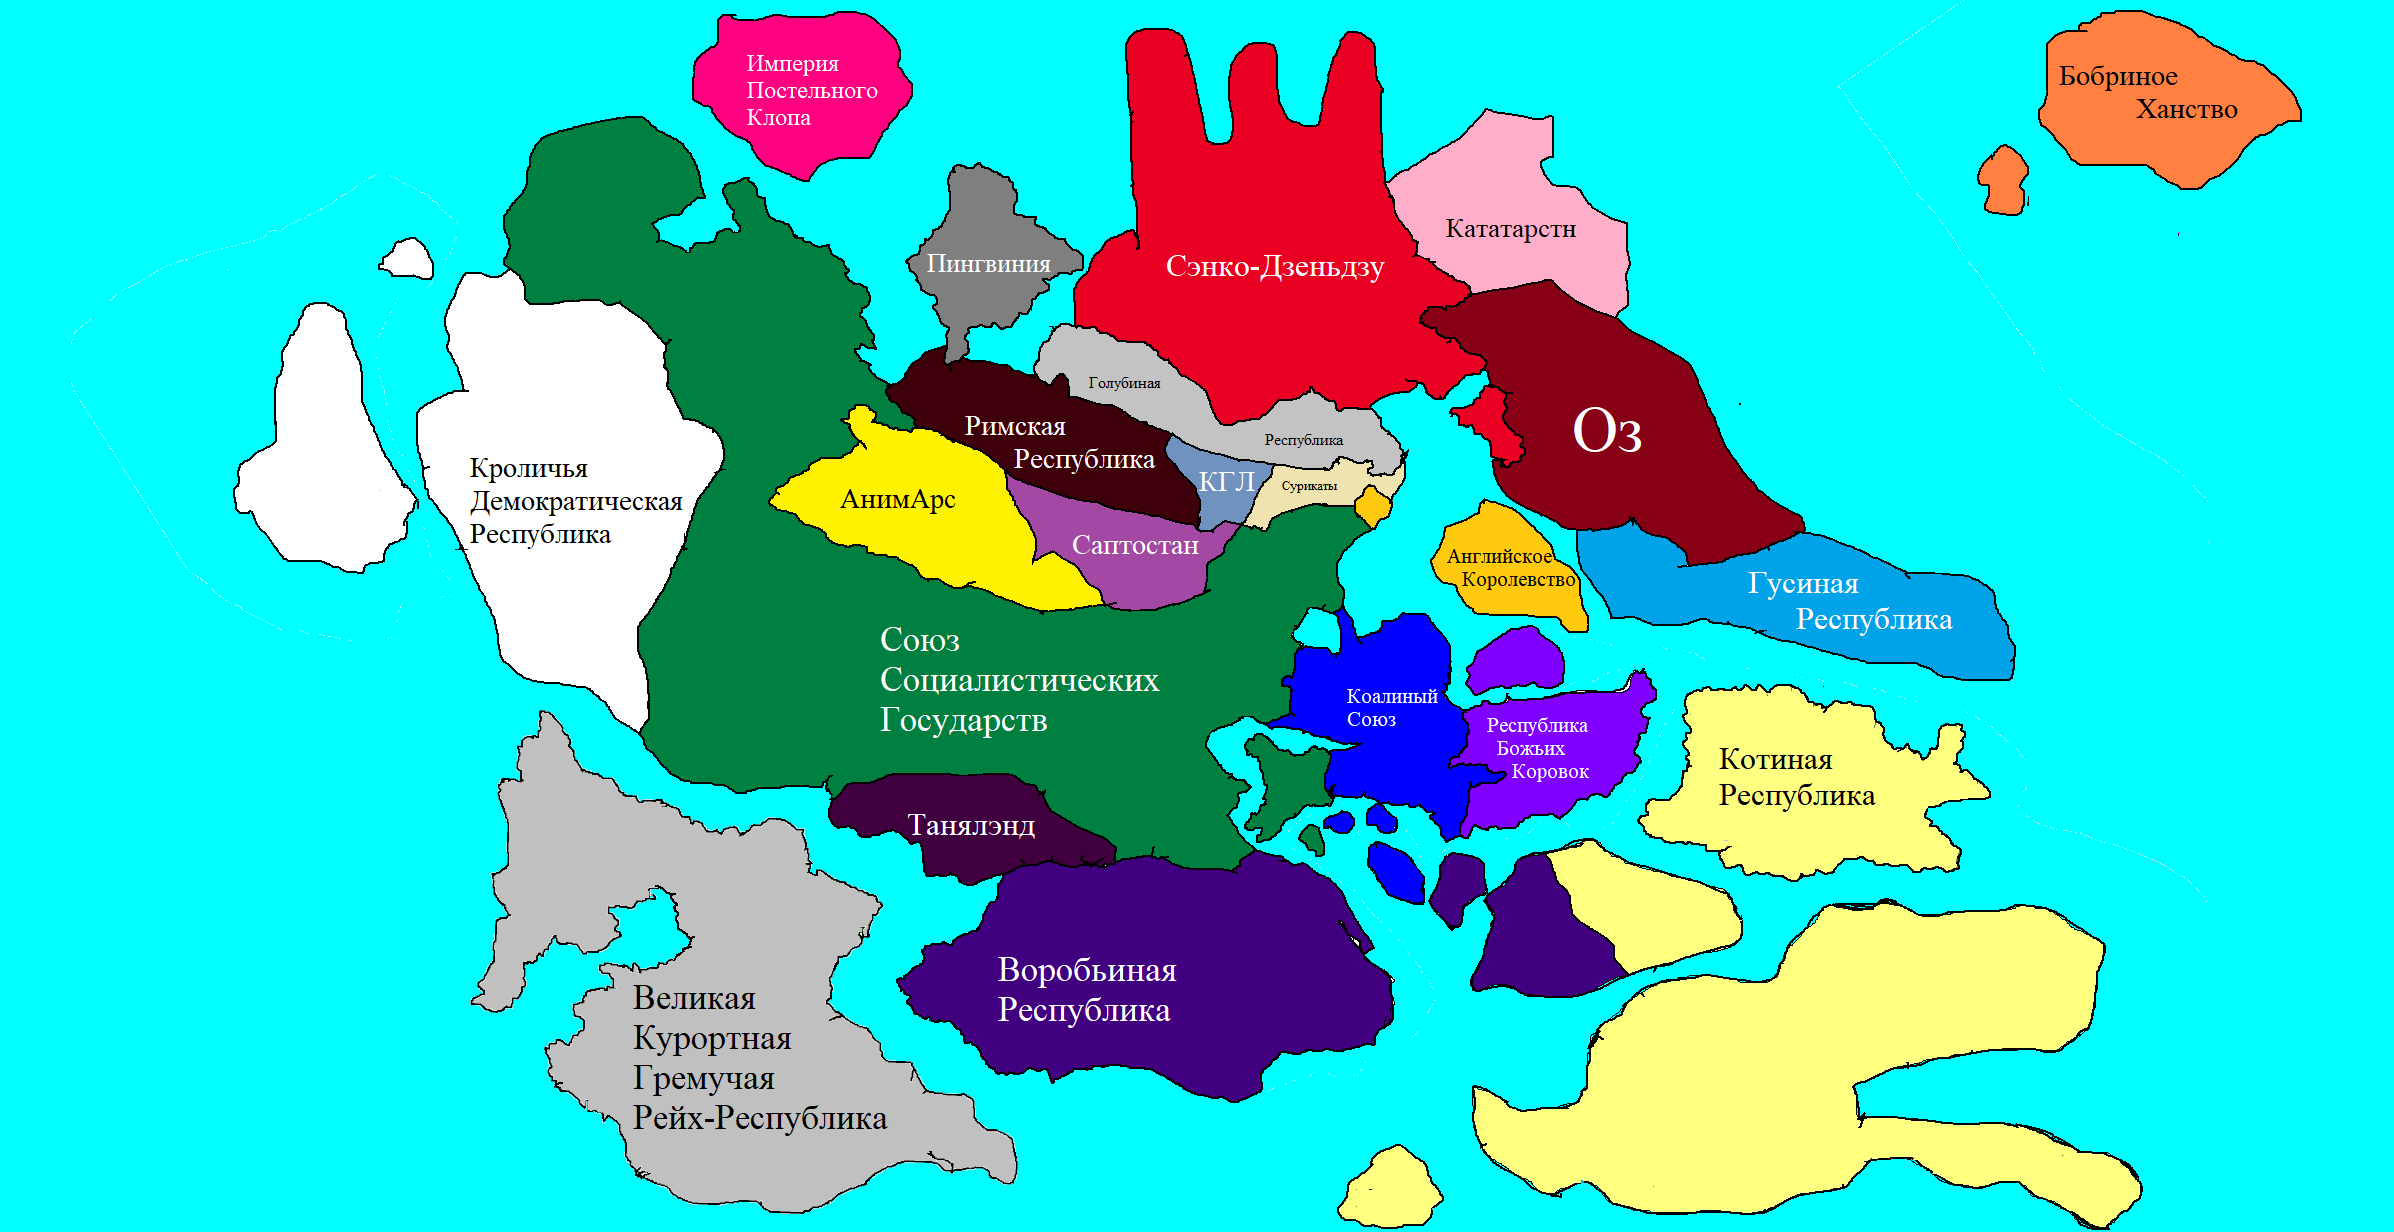 Империя
Постельного
Клопа
Бобриное
Ханство
Пингвиния
Сэнко-Дзеньдзу
Кататарстн
Голубиная
Республика
Римская
Республика
Оз
Кроличья
Демократическая
Республика
АнимАрс
КГЛ
Сурикаты
Саптостан
Английское
Королевство
Гусиная
Республика
Союз
Социалистических
Государств
Коалиный
Союз
Республика
Божьих
Коровок
Котиная
Республика
Танялэнд
Воробьиная
Республика
Великая
Курортная
Гремучая
Рейх-Республика